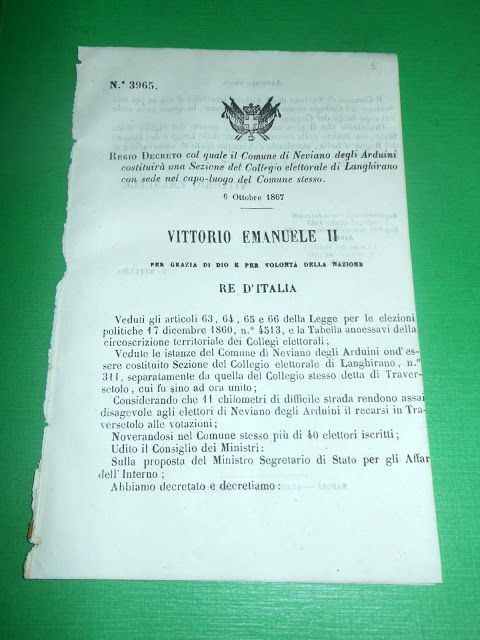 N.° 3965.
REGIO DECRETO col quale il Comune di Neviano degli Arduini
costituirà una Sezione del Collegio elettorale di Langhirano
con sede nel capo-luogo del Comune stesso.
6 Ottobre 1867
VITTORIO EMANUELE II
PER GRAZIA DI DIO E PER VOLONTÀ DELLA NAZIONE
RE D'ITALIA
Veduti gli articoli 63, 64, 65 e 66 della Legge per le elezioni
politiche 17 dicembre 1860, n.° 4513, e la Tabella annessavi della
circoscrizione territoriale dei Collegi elettorali;
Vedute le istanze del Comune di Neviano degli Arduini ond'es-
sere costituito Sezione del Collegio elettorale di Langhirano, n.°
311, separatamente da quella del Collegio stesso detta di Traver-
setolo, cui fu sino ad ora unito;
Considerando che 11 chilometri di difficile strada rendono assai
disagevole agli elettori di Neviano degli Arduini il recarsi in Tra-
versetolo alle votazioni;
Noverandosi nel Comune stesso più di 40 elettori iscritti;
Udito il Consiglio dei Ministri:
Sulla proposta del Ministro Segretario di Stato per gli Affar
dell'Interno;
Abbiamo decretato e decretiamo: